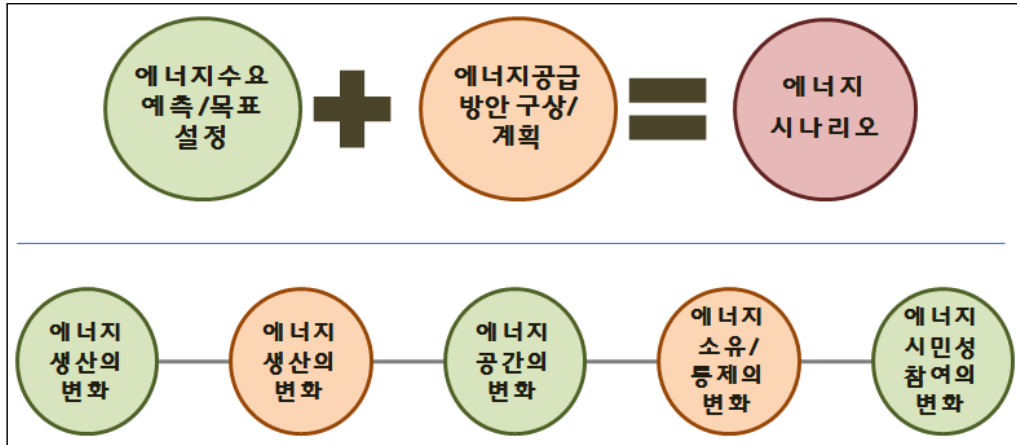 에너지수요
예측/목표
설정
에너지공급
방안 구상/
계획
에너지
시나리오
에너지
생산의
변화
에너지
생산의
변화
에너지
공간의
변화
에너지
소유/
통제의
변화
에너지
시민성
참여의
변화